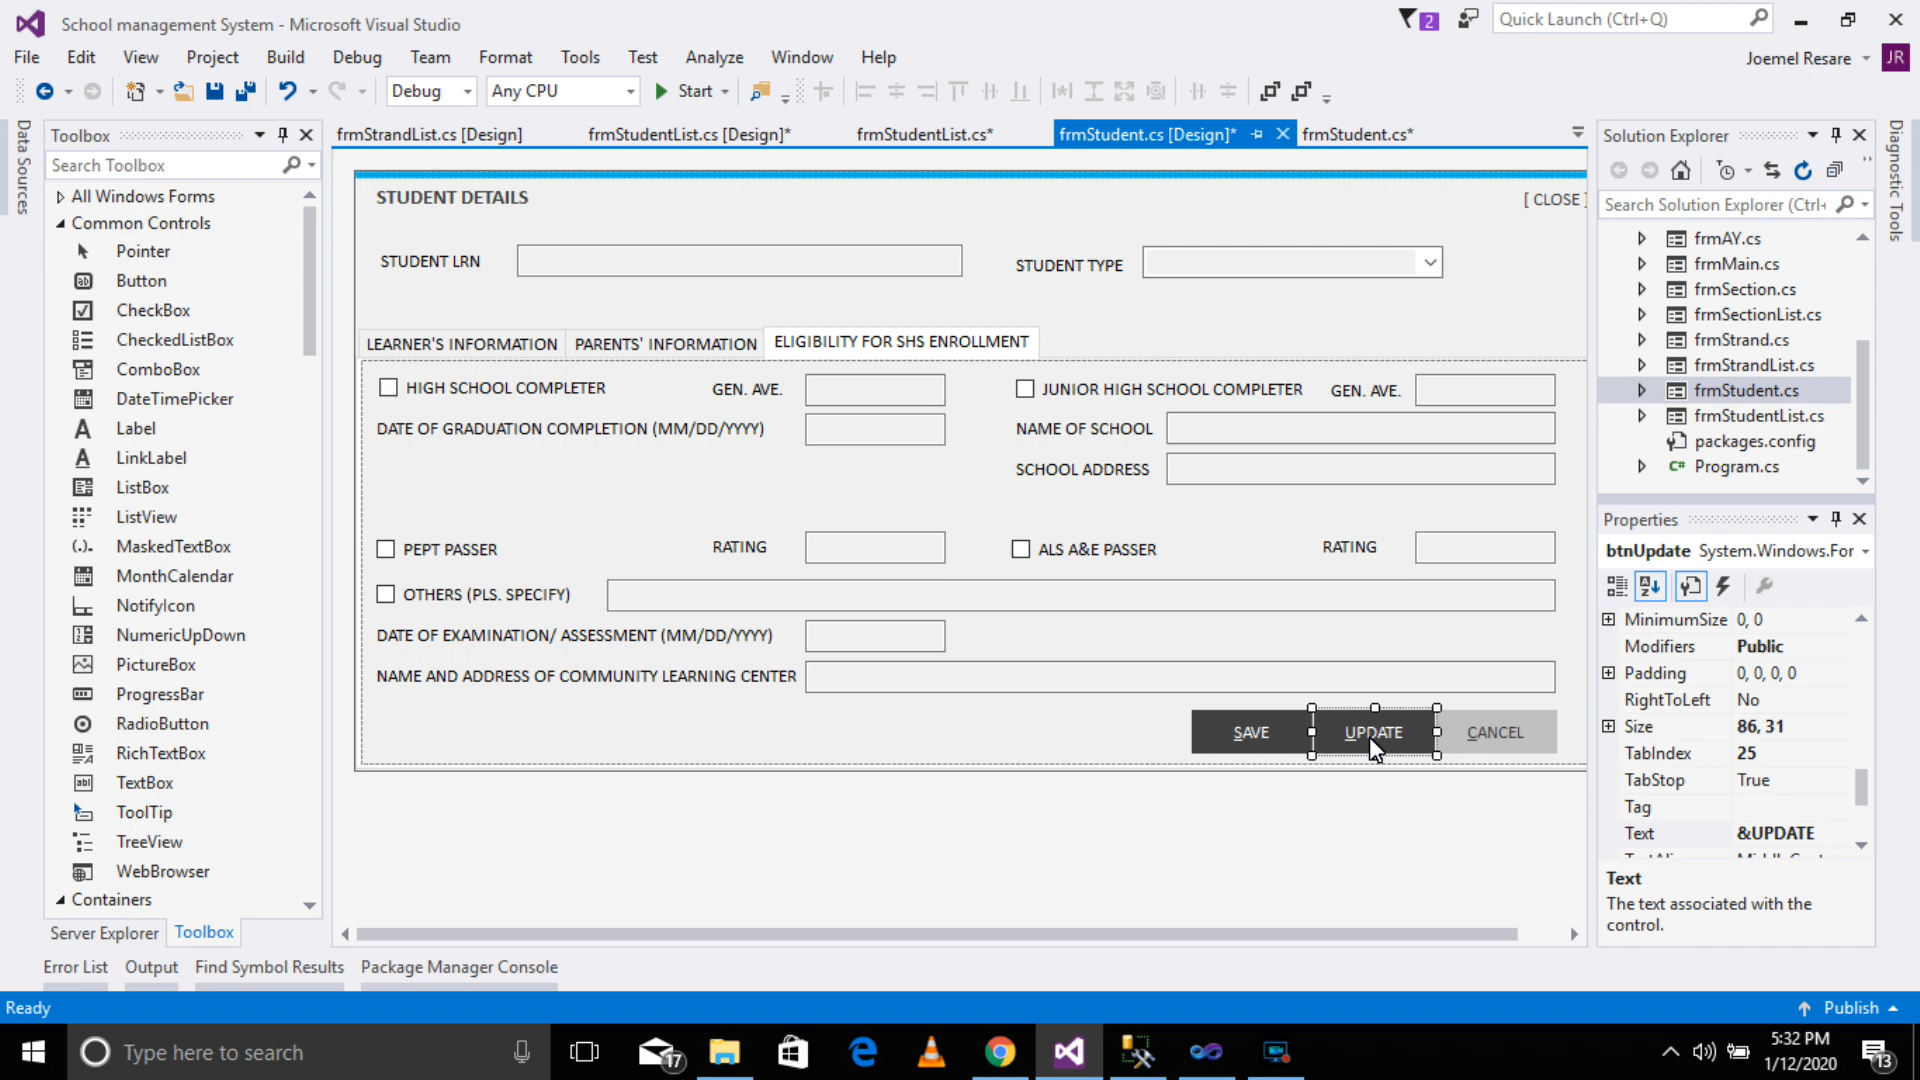 School management System - Microsoft Visual Studio
2
Quick Launch (Ctrl+Q)
File Edit View Project Build Debug Team Format Tools Test Analyze Window Help
Joemel Resare JR
Debug Any CPU Start
Data Sources
Toolbox
Search Toolbox
All Windows Forms
Common Controls
Pointer
Button
CheckBox
CheckedListBox
ComboBox
DateTimePicker
Label
LinkLabel
ListBox
ListView
MaskedTextBox
MonthCalendar
NotifyIcon
NumericUpDown
PictureBox
ProgressBar
RadioButton
RichTextBox
TextBox
ToolTip
TreeView
WebBrowser
Containers
Server Explorer Toolbox
frmStrandList.cs [Design] frmStudentList.cs [Design]* frmStudentList.cs* frmStudent.cs [Design]* frmStudent.cs*
STUDENT DETAILS
[ CLOSE ]
STUDENT LRN
STUDENT TYPE
LEARNER'S INFORMATION PARENTS' INFORMATION ELIGIBILITY FOR SHS ENROLLMENT
HIGH SCHOOL COMPLETER GEN. AVE. JUNIOR HIGH SCHOOL COMPLETER GEN. AVE.
DATE OF GRADUATION COMPLETION (MM/DD/YYYY) NAME OF SCHOOL
SCHOOL ADDRESS
PEPT PASSER RATING ALS A&E PASSER RATING
OTHERS (PLS. SPECIFY)
DATE OF EXAMINATION/ ASSESSMENT (MM/DD/YYYY)
NAME AND ADDRESS OF COMMUNITY LEARNING CENTER
SAVE UPDATE CANCEL
Solution Explorer
Search Solution Explorer (Ctrl+
frmAY.cs
frmMain.cs
frmSection.cs
frmSectionList.cs
frmStrand.cs
frmStrandList.cs
frmStudent.cs
frmStudentList.cs
packages.config
C# Program.cs
Diagnostic Tools
Properties
btnUpdate System.Windows.For
MinimumSize 0, 0
Modifiers Public
Padding 0, 0, 0, 0
RightToLeft No
Size 86, 31
TabIndex 25
TabStop True
Tag
Text &UPDATE
Text
The text associated with the
control.
Error List Output Find Symbol Results Package Manager Console
Ready
Publish
Type here to search
17
5:32 PM
1/12/2020
13